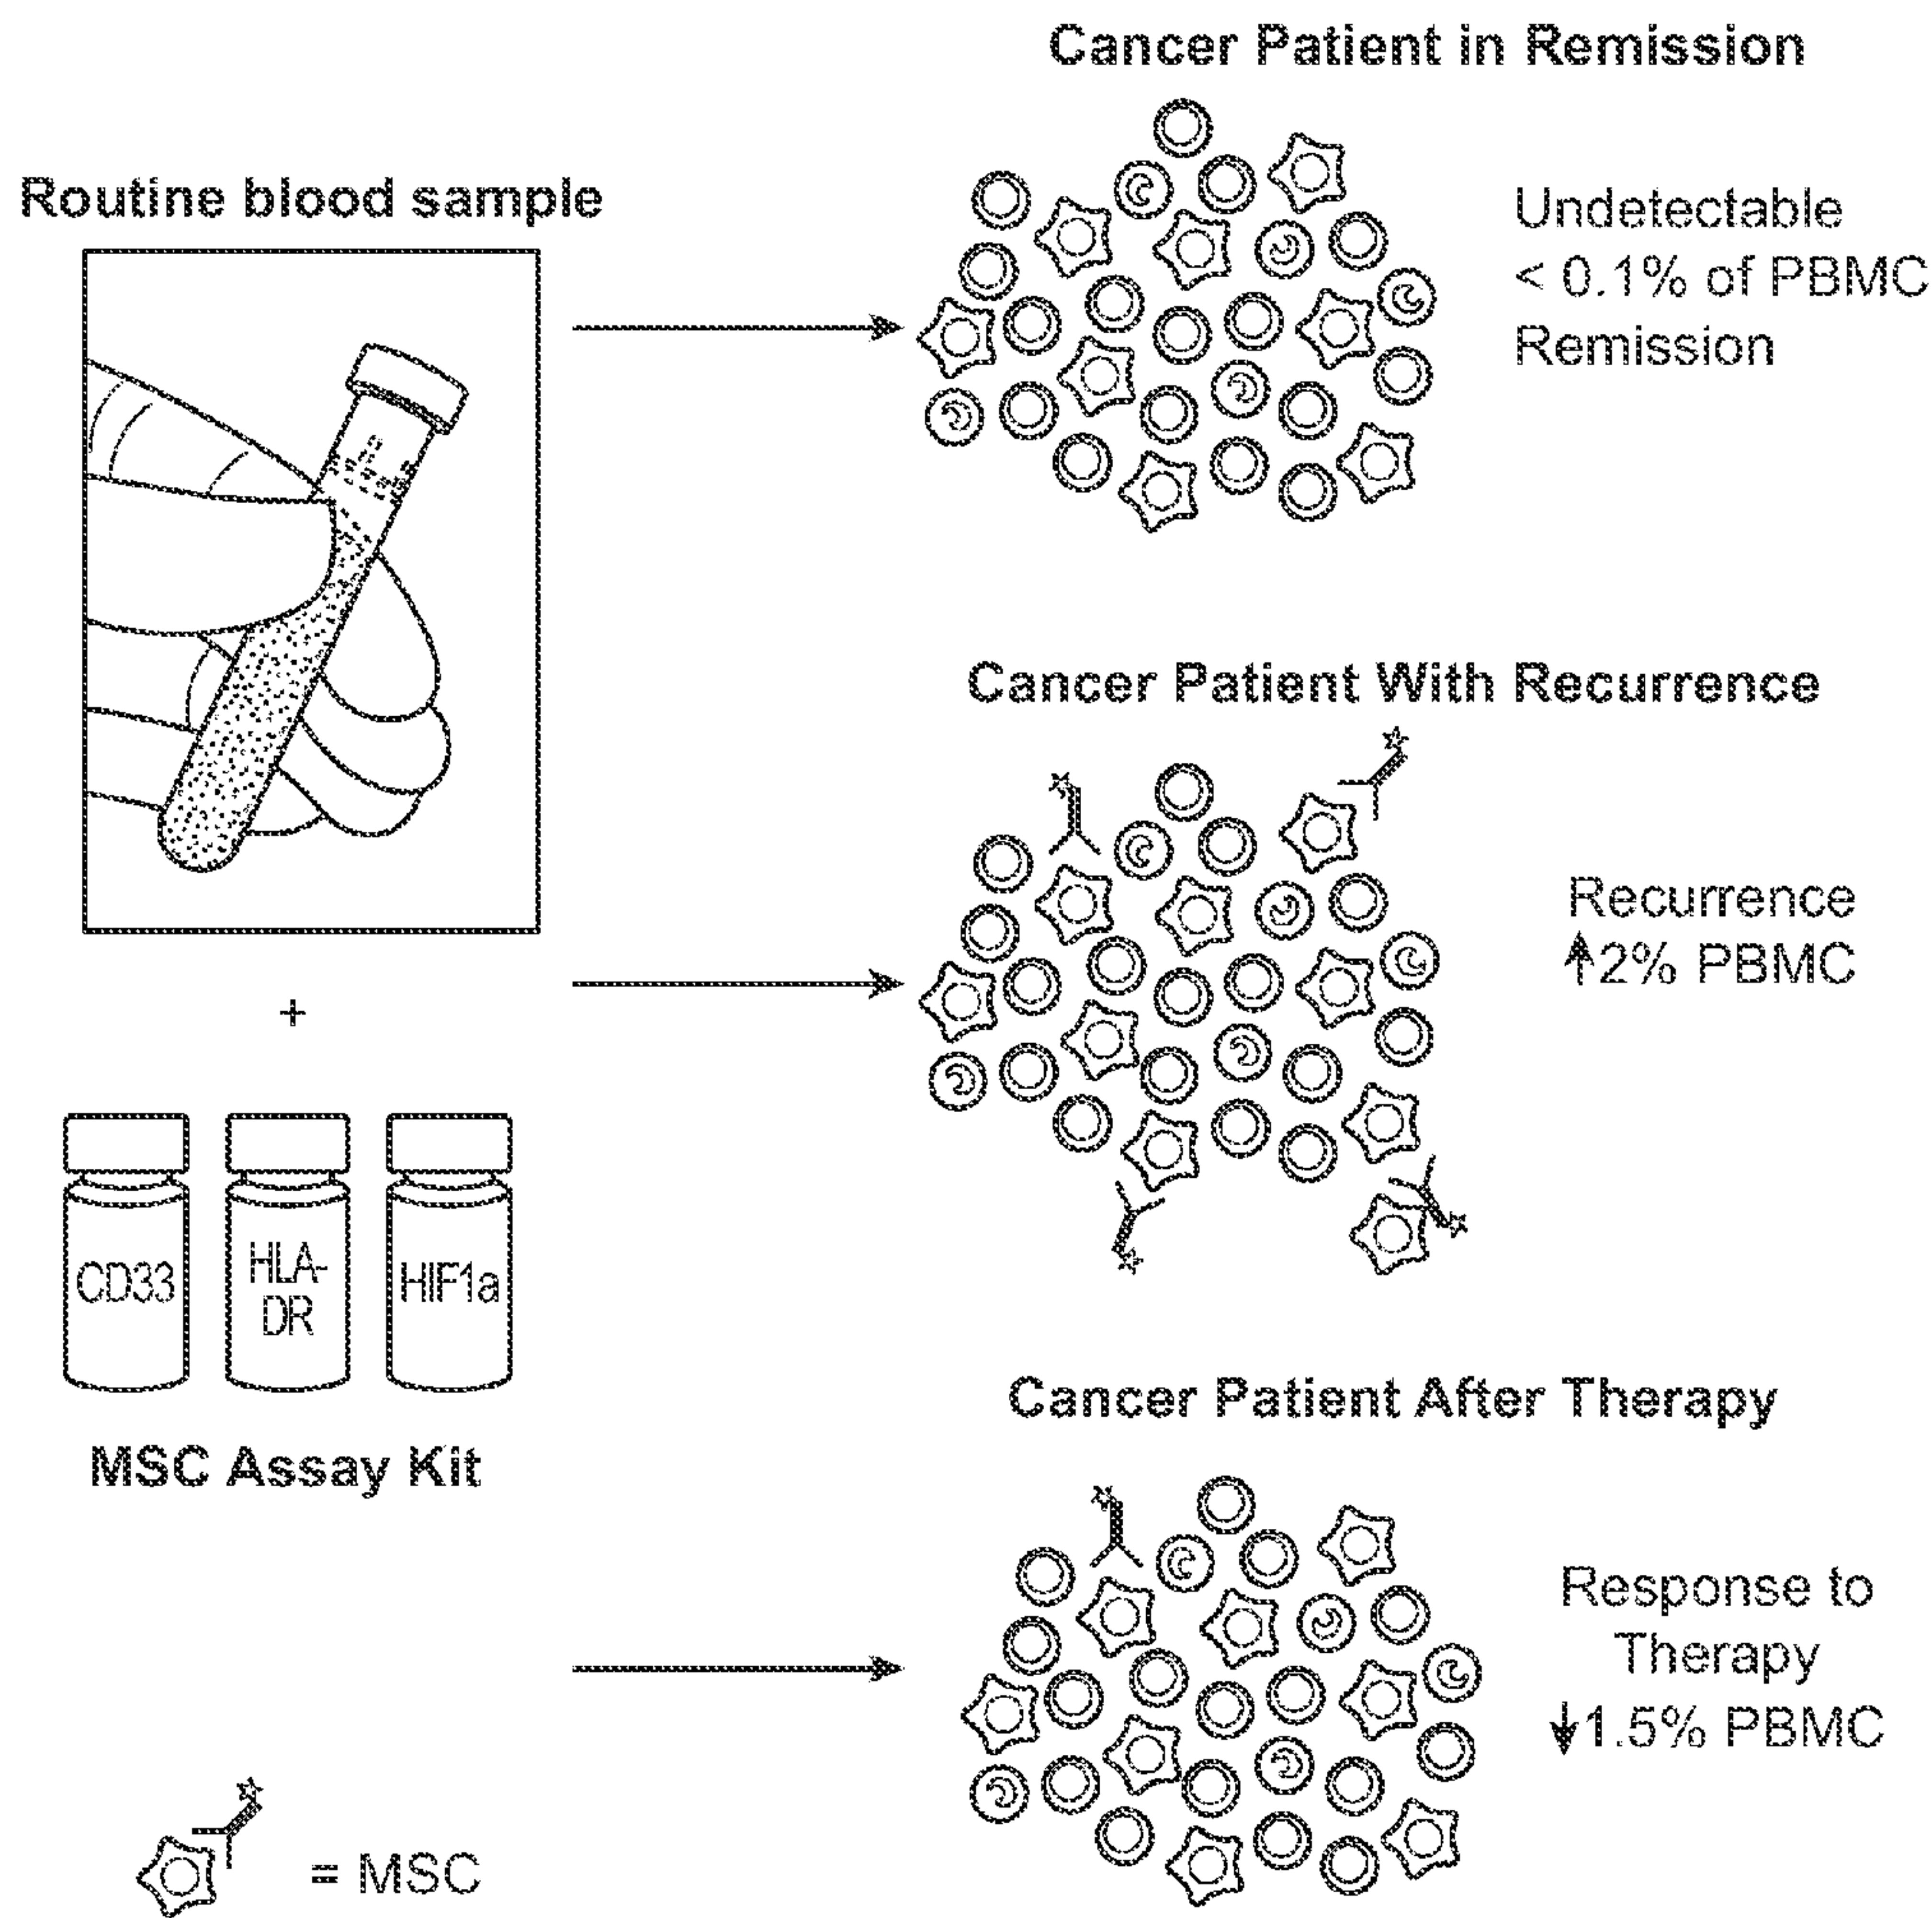 Routine blood sample
+
CD33
HLA-
DR
HIF1a
MSC Assay Kit
= MSC
Cancer Patient in Remission
Undetectable
< 0.1% of PBMC
Remission
Cancer Patient With Recurrence
Recurrence
↑2% PBMC
Cancer Patient After Therapy
Response to
Therapy
↓1.5% PBMC